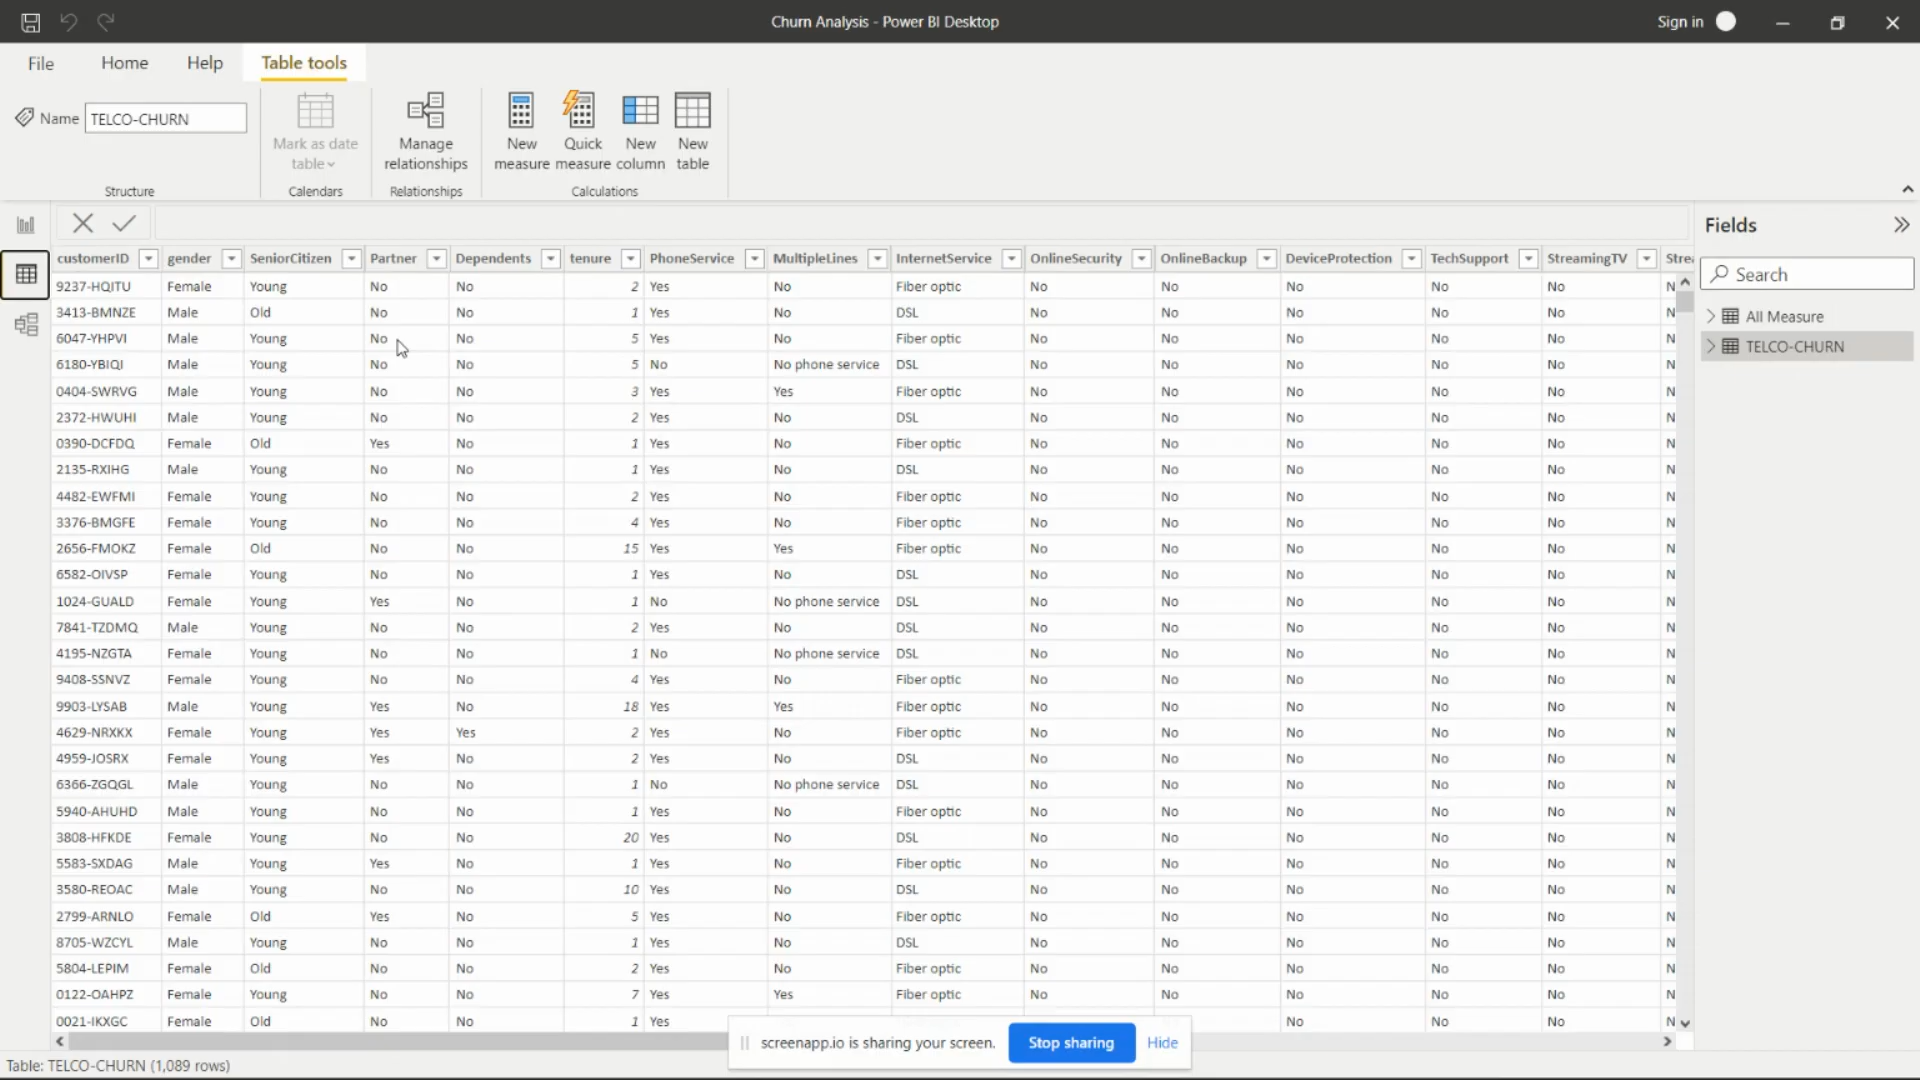 Churn Analysis - Power BI Desktop
Sign in
File Home Help Table tools
Name TELCO-CHURN
Mark as date table
Manage relationships
New measure
Quick measure
New column
New table
Structure Calendars Relationships Calculations
Fields
Search
All Measure
TELCO-CHURN
customerID gender SeniorCitizen Partner Dependents tenure PhoneService MultipleLines InternetService OnlineSecurity OnlineBackup DeviceProtection TechSupport StreamingTV Strea
9237-HQITU Female Young No No 2 Yes No Fiber optic No No No No No N
3413-BMNZE Male Old No No 1 Yes No DSL No No No No No N
6047-YHPVI Male Young No No 5 Yes No Fiber optic No No No No No N
6180-YBIQI Male Young No No 5 No No phone service DSL No No No No No N
0404-SWRVG Male Young No No 3 Yes Yes Fiber optic No No No No No N
2372-HWUHI Male Young No No 2 Yes No DSL No No No No No N
0390-DCFDQ Female Old Yes No 1 Yes No Fiber optic No No No No No N
2135-RXIHG Male Young No No 1 Yes No DSL No No No No No N
4482-EWFMI Female Young No No 2 Yes No Fiber optic No No No No No N
3376-BMGFE Female Young No No 4 Yes No Fiber optic No No No No No N
2656-FMOKZ Female Old No No 15 Yes Yes Fiber optic No No No No No N
6582-OIVSP Female Young No No 1 Yes No DSL No No No No No N
1024-GUALD Female Young Yes No 1 No No phone service DSL No No No No No N
7841-TZDMQ Male Young No No 2 Yes No DSL No No No No No N
4195-NZGTA Female Young No No 1 No No phone service DSL No No No No No N
9408-SSNVZ Female Young No No 4 Yes No Fiber optic No No No No No N
9903-LYSAB Male Young Yes No 18 Yes Yes Fiber optic No No No No No N
4629-NRXKX Female Young Yes Yes 2 Yes No Fiber optic No No No No No N
4959-JOSRX Female Young Yes No 2 Yes No DSL No No No No No N
6366-ZGQGL Male Young No No 1 No No phone service DSL No No No No No N
5940-AHUHD Male Young No No 1 Yes No Fiber optic No No No No No N
3808-HFKDE Female Young No No 20 Yes No DSL No No No No No N
5583-SXDAG Male Young Yes No 1 Yes No Fiber optic No No No No No N
3580-REOAC Male Young No No 10 Yes No DSL No No No No No N
2799-ARNLO Female Old Yes No 5 Yes No Fiber optic No No No No No N
8705-WZCYL Male Young No No 1 Yes No DSL No No No No No N
5804-LEPIM Female Old No No 2 Yes No Fiber optic No No No No No N
0122-OAHPZ Female Young No No 7 Yes Yes Fiber optic No No No No No N
0021-IKXGC Female Old No No 1 Yes No No No N
screenapp.io is sharing your screen. Stop sharing Hide
Table: TELCO-CHURN (1,089 rows)